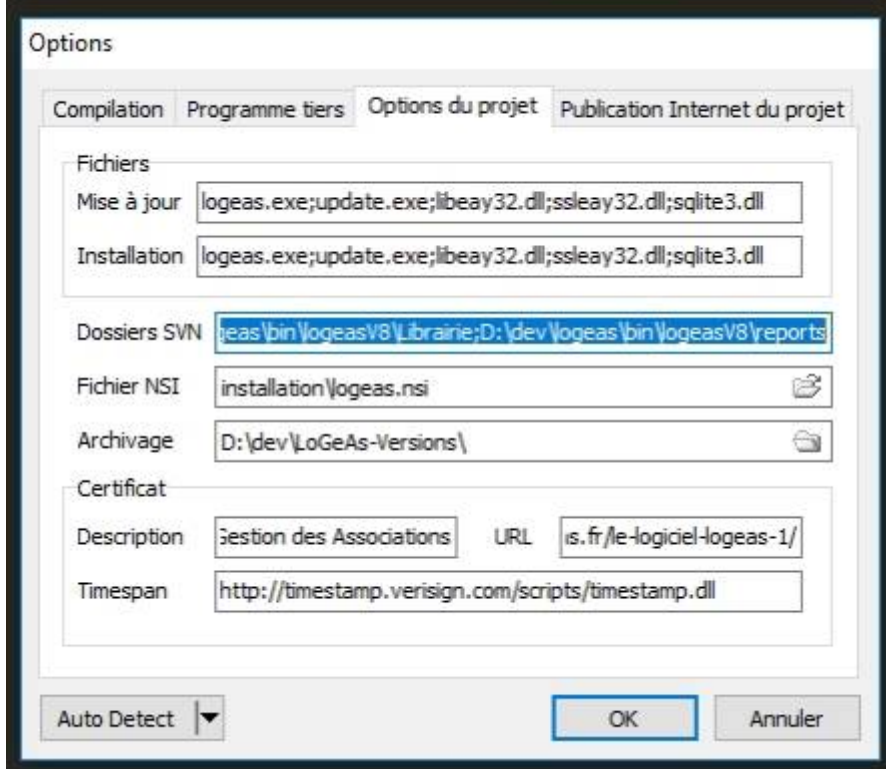 Options
Compilation Programme tiers Options du projet Publication Internet du projet
Fichiers
Mise à jour logeas.exe;update.exe;libeay32.dll;ssleay32.dll;sqlite3.dll
Installation logeas.exe;update.exe;libeay32.dll;ssleay32.dll;sqlite3.dll
Dossiers SVN geas\bin\logeasV8\Librairie;D:\dev\logeas\bin\logeasV8\reports
Fichier NSI installation\logeas.nsi
Archivage D:\dev\LoGeAs-Versions\
Certificat
Description Gestion des Associations URL is.fr/le-logiciel-logeas-1/
Timespan http://timestamp.verisign.com/scripts/timestamp.dll
Auto Detect OK Annuler